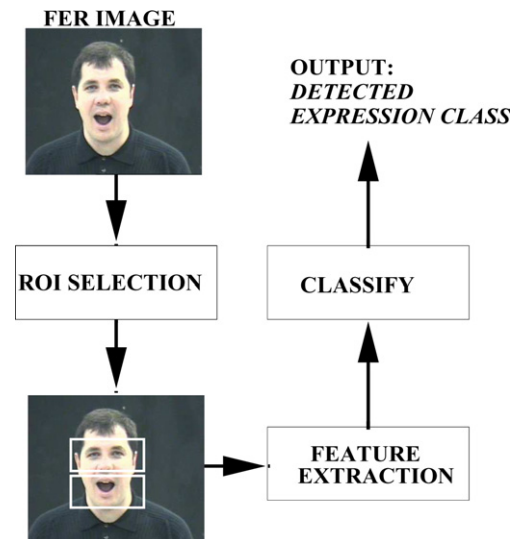 FER IMAGE
ROI SELECTION
FEATURE
EXTRACTION
CLASSIFY
OUTPUT:
DETECTED
EXPRESSION CLASS